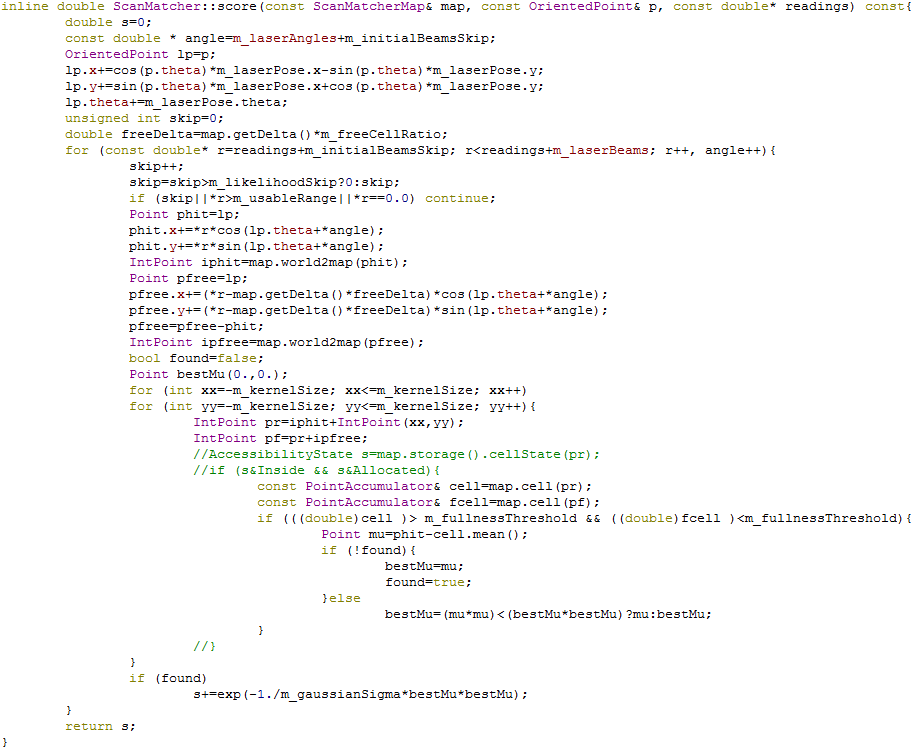 inline double ScanMatcher::score(const ScanMatcherMap& map, const OrientedPoint& p, const double* readings) const{
double s=0;
const double * angle=m_laserAngles+m_initialBeamsSkip;
OrientedPoint lp=p;
lp.x+=cos(p.theta)*m_laserPose.x-sin(p.theta)*m_laserPose.y;
lp.y+=sin(p.theta)*m_laserPose.x+cos(p.theta)*m_laserPose.y;
lp.theta+=m_laserPose.theta;
unsigned int skip=0;
double freeDelta=map.getDelta()*m_freeCellRatio;
for (const double* r=readings+m_initialBeamsSkip; r<readings+m_laserBeams; r++, angle++){
skip++;
skip=skip>m_likelihoodSkip?0:skip;
if (skip||*r>m_usableRange||*r==0.0) continue;
Point phit=lp;
phit.x+=*r*cos(lp.theta+*angle);
phit.y+=*r*sin(lp.theta+*angle);
IntPoint iphit=map.world2map(phit);
Point pfree=lp;
pfree.x+=(*r-map.getDelta()*freeDelta)*cos(lp.theta+*angle);
pfree.y+=(*r-map.getDelta()*freeDelta)*sin(lp.theta+*angle);
pfree=pfree-phit;
IntPoint ipfree=map.world2map(pfree);
bool found=false;
Point bestMu(0.,0.);
for (int xx=-m_kernelSize; xx<=m_kernelSize; xx++)
for (int yy=-m_kernelSize; yy<=m_kernelSize; yy++){
IntPoint pr=iphit+IntPoint(xx,yy);
IntPoint pf=pr+ipfree;
//AccessibilityState s=map.storage().cellState(pr);
//if (s&Inside && s&Allocated){
const PointAccumulator& cell=map.cell(pr);
const PointAccumulator& fcell=map.cell(pf);
if (((double)cell )> m_fullnessThreshold && ((double)fcell )<m_fullnessThreshold){
Point mu=phit-cell.mean();
if (!found){
bestMu=mu;
found=true;
}else
bestMu=(mu*mu)<(bestMu*bestMu)?mu:bestMu;
}
//}
}
if (found)
s+=exp(-1./m_gaussianSigma*bestMu*bestMu);
}
return s;
}